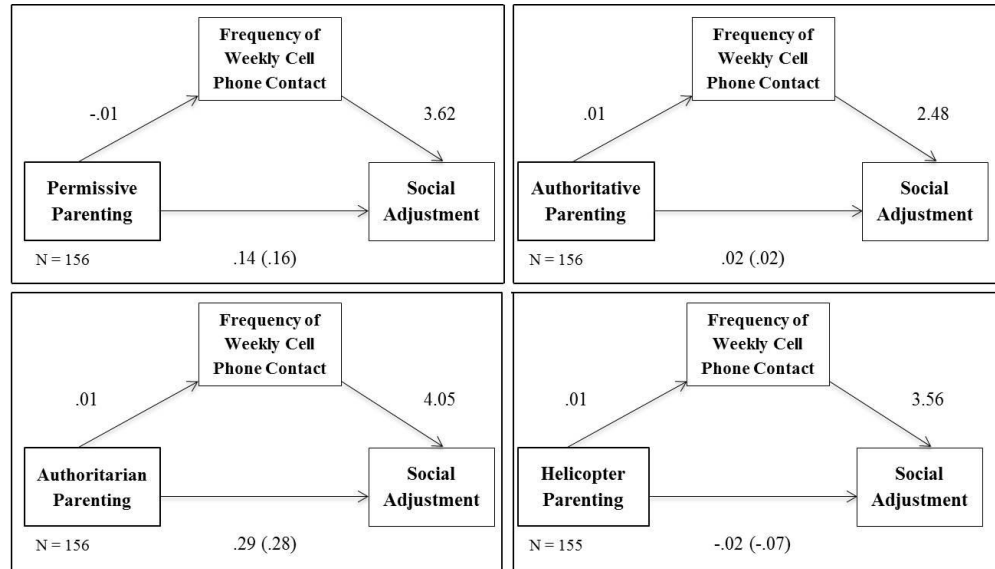 Frequency of
Weekly Cell
Phone Contact
-.01
3.62
Permissive
Parenting
Social
Adjustment
N = 156
.14 (.16)
Frequency of
Weekly Cell
Phone Contact
.01
2.48
Authoritative
Parenting
Social
Adjustment
N = 156
.02 (.02)
Frequency of
Weekly Cell
Phone Contact
.01
4.05
Authoritarian
Parenting
Social
Adjustment
N = 156
.29 (.28)
Frequency of
Weekly Cell
Phone Contact
.01
3.56
Helicopter
Parenting
Social
Adjustment
N = 155
-.02 (-.07)